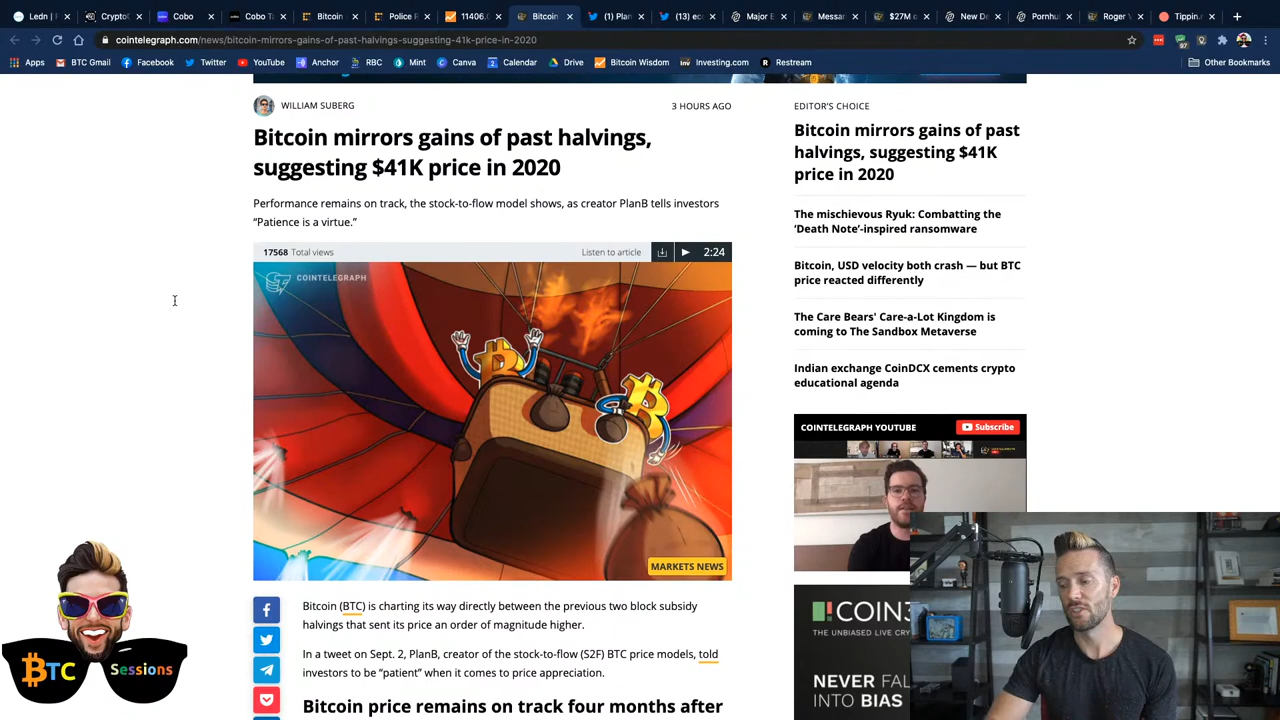 Ledn |
Crypto
Cobo
Cobo Ta
Bitcoin
Police R
11406.
Bitcoin
(1) Plan
(13) ec
Major E
Messar
$27M o
New De
Pornhu
Roger V
Tippin.
cointelegraph.com/news/bitcoin-mirrors-gains-of-past-halvings-suggesting-41k-price-in-2020
97
Apps
BTC Gmail
Facebook
Twitter
YouTube
Anchor
RBC
Mint
Canva
Calendar
Drive
Bitcoin Wisdom
Investing.com
Restream
Other Bookmarks
WILLIAM SUBERG
3 HOURS AGO
Bitcoin mirrors gains of past halvings,
suggesting $41K price in 2020
Performance remains on track, the stock-to-flow model shows, as creator PlanB tells investors
“Patience is a virtue.”
17568 Total views
Listen to article
2:24
COINTELEGRAPH
MARKETS NEWS
Bitcoin (BTC) is charting its way directly between the previous two block subsidy
halvings that sent its price an order of magnitude higher.
In a tweet on Sept. 2, PlanB, creator of the stock-to-flow (S2F) BTC price models, told
investors to be “patient” when it comes to price appreciation.
Bitcoin price remains on track four months after
EDITOR'S CHOICE
Bitcoin mirrors gains of past
halvings, suggesting $41K
price in 2020
The mischievous Ryuk: Combatting the
‘Death Note’-inspired ransomware
Bitcoin, USD velocity both crash — but BTC
price reacted differently
The Care Bears' Care-a-Lot Kingdom is
coming to The Sandbox Metaverse
Indian exchange CoinDCX cements crypto
educational agenda
COINTELEGRAPH YOUTUBE
Subscribe
COIN3
THE UNBIASED LIVE CRY
NEVER FAL
INTO BIAS
BTC
Sessions